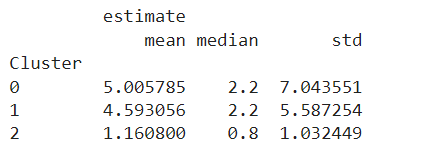 estimate
mean median std
Cluster
0 5.005785 2.2 7.043551
1 4.593056 2.2 5.587254
2 1.160800 0.8 1.032449